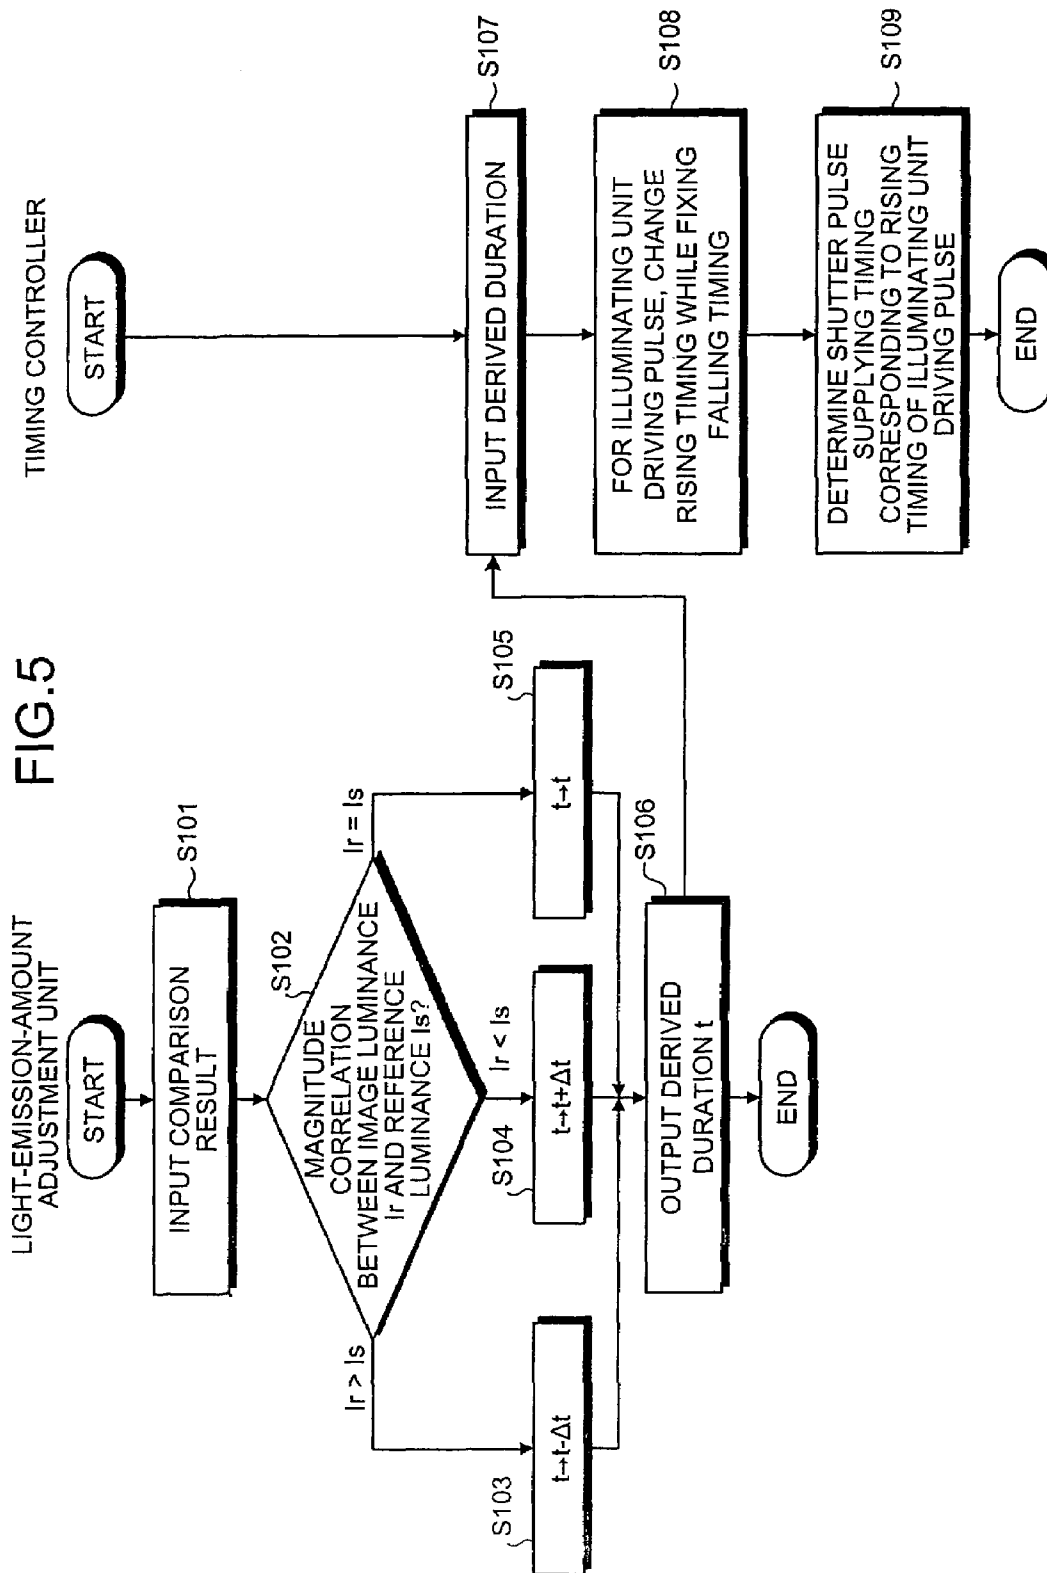 FIG.5
LIGHT-EMISSION-AMOUNT
ADJUSTMENT UNIT
START
INPUT COMPARISON
RESULT
S101
MAGNITUDE
CORRELATION
BETWEEN IMAGE LUMINANCE
Ir AND REFERENCE
LUMINANCE Is?
S102
Ir > Is
Ir < Is
Ir = Is
S103
t→t-Δt
S104
t→t+Δt
S105
t→t
S106
OUTPUT DERIVED
DURATION t
END
TIMING CONTROLLER
START
INPUT DERIVED DURATION
S107
FOR ILLUMINATING UNIT
DRIVING PULSE, CHANGE
RISING TIMING WHILE FIXING
FALLING TIMING
S108
DETERMINE SHUTTER PULSE
SUPPLYING TIMING
CORRESPONDING TO RISING
TIMING OF ILLUMINATING UNIT
DRIVING PULSE
S109
END